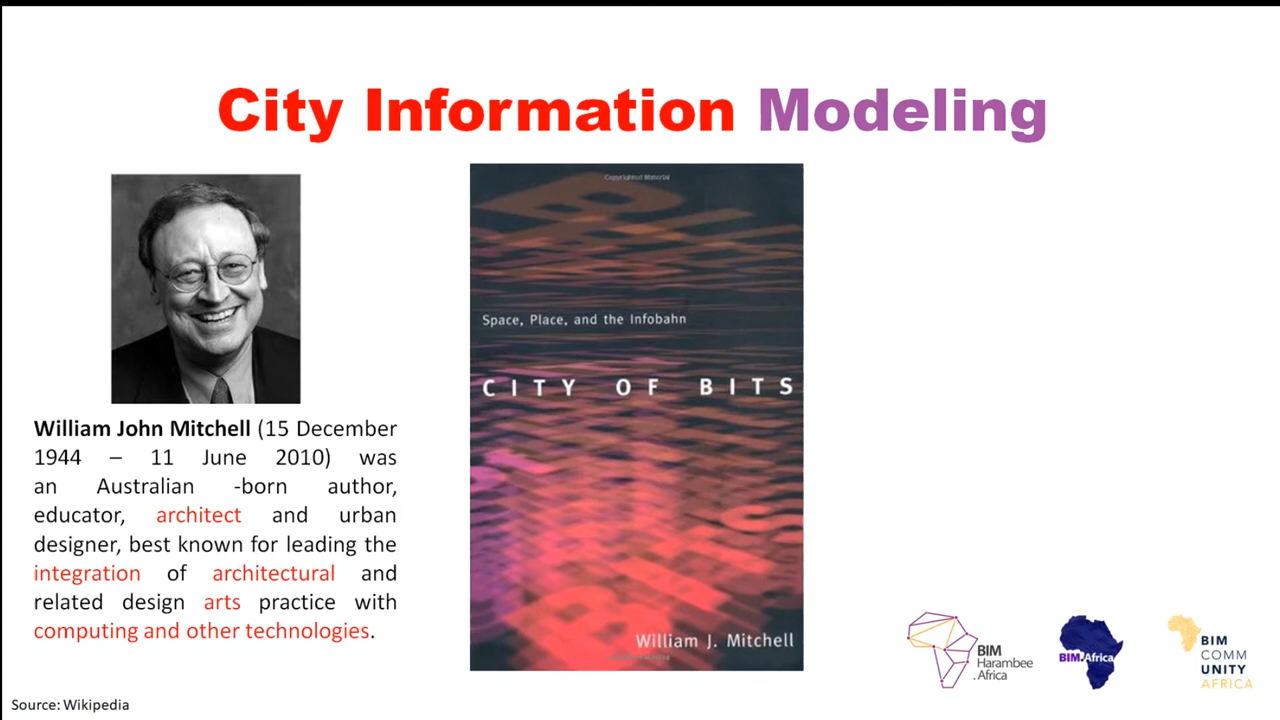 City Information Modeling
Copyrighted Material
Space, Place, and the Infobahn
CITY OF BITS
William J. Mitchell
William John Mitchell (15 December
1944 – 11 June 2010) was
an Australian -born author,
educator, architect and urban
designer, best known for leading the
integration of architectural and
related design arts practice with
computing and other technologies.
BIM
Harambee
.Africa
BIM.Africa
BIM
COMM
UNITY
AFRICA
Source: Wikipedia